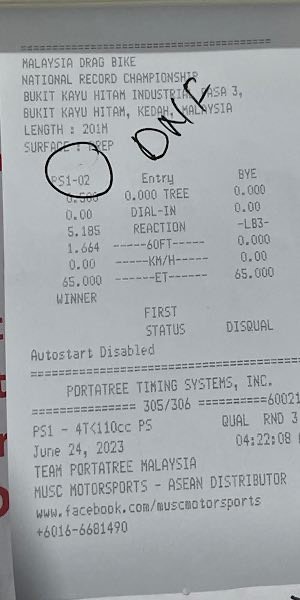 MALAYSIA DRAG BIKE
NATIONAL RECORD CHAMPIONSHIP
BUKIT KAYU HITAM INDUSTRIAL FASA 3,
BUKIT KAYU HITAM, KEDAH, MALAYSIA
LENGTH : 201M
SURFACE : PREP
DNF
PS1-02 Entry BYE
0.500 0.000 TREE 0.000
0.00 DIAL-IN 0.00
5.185 REACTION -LB3-
1.664 -----60FT----- 0.000
0.00 -----KM/H----- 0.00
65.000 ------ET------ 65.000
WINNER
FIRST
STATUS DISQUAL
Autostart Disabled
PORTATREE TIMING SYSTEMS, INC.
=============== 305/306 ==========60021
PS1 - 4T<110cc PS QUAL RND 3
June 24, 2023 04:22:08
TEAM PORTATREE MALAYSIA
MUSC MOTORSPORTS - ASEAN DISTRIBUTOR
www.facebook.com/muscmotorsports
+6016-6681490